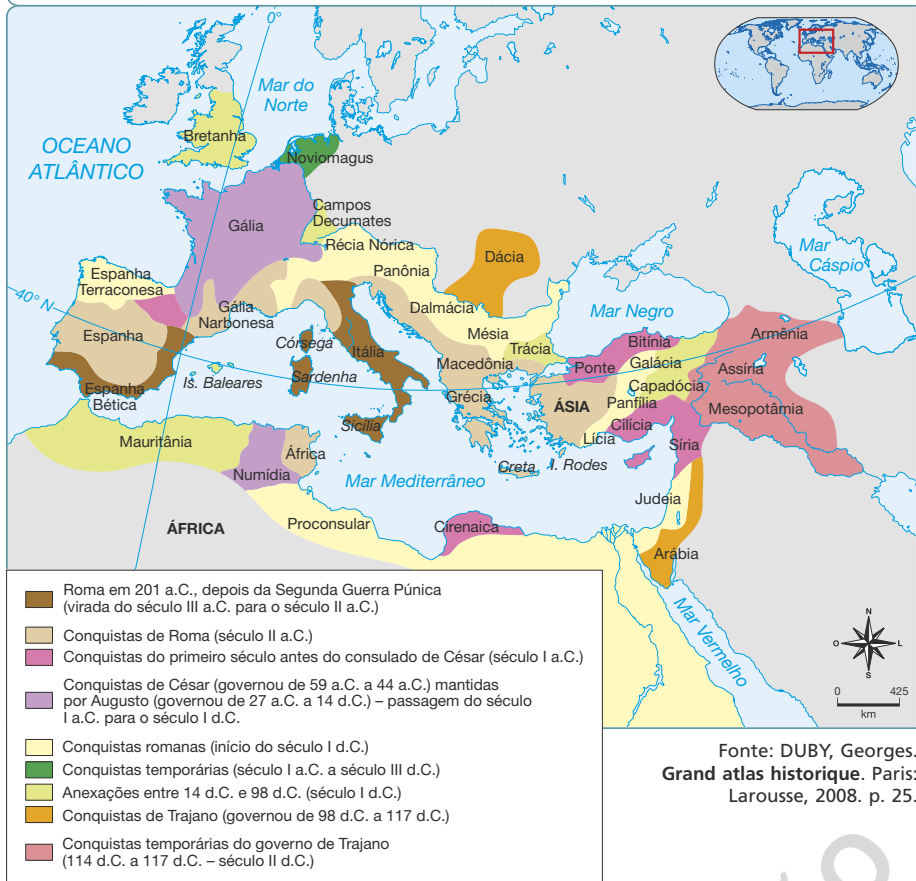 0°
Mar do
Norte
OCEANO
ATLÂNTICO
Bretanha
Noviomagus
Gália
Campos
Decumates
Récia Nórica
Panônia
Dácia
Mar
Cáspio
Espanha
Terraconesa
40° N
Gália
Narbonesa
Dalmácia
Mar Negro
Mésia
Trácia
Bitínia
Armênia
Espanha
Córsega
Itália
Macedônia
Ponte
Galácia
Assíria
Is. Baleares
Sardenha
Grécia
ÁSIA
Capadócia
Panfília
Mesopotâmia
Espanha
Bética
Sicília
Cilícia
Lícia
Síria
Mauritânia
África
Numídia
Creta
I. Rodes
Mar Mediterrâneo
Judeia
ÁFRICA
Proconsular
Cirenaica
Arábia
Mar Vermelho
N
O
L
S
0 425
km
Roma em 201 a.C., depois da Segunda Guerra Púnica
(virada do século III a.C. para o século II a.C.)
Conquistas de Roma (século II a.C.)
Conquistas do primeiro século antes do consulado de César (século I a.C.)
Conquistas de César (governou de 59 a.C. a 44 a.C.) mantidas
por Augusto (governou de 27 a.C. a 14 d.C.) – passagem do século
I a.C. para o século I d.C.
Conquistas romanas (início do século I d.C.)
Conquistas temporárias (século I a.C. a século III d.C.)
Anexações entre 14 d.C. e 98 d.C. (século I d.C.)
Conquistas de Trajano (governou de 98 d.C. a 117 d.C.)
Conquistas temporárias do governo de Trajano
(114 d.C. a 117 d.C. – século II d.C.)
Fonte: DUBY, Georges.
Grand atlas historique. Paris:
Larousse, 2008. p. 25.